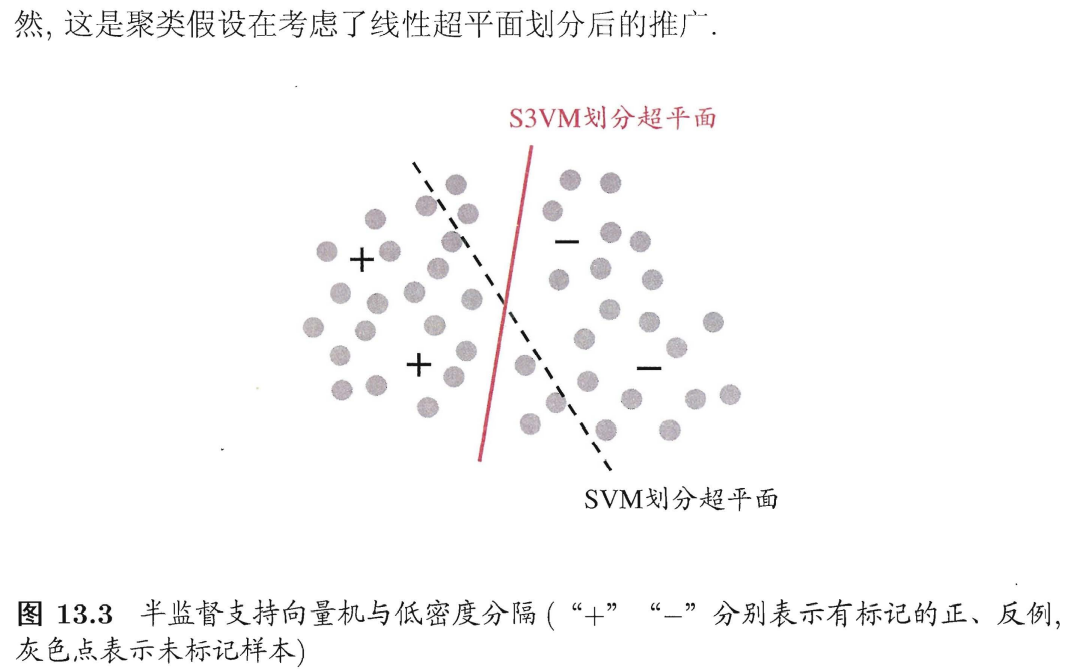 然, 这是聚类假设在考虑了线性超平面划分后的推广.
S3VM划分超平面
+
−
+
−
SVM划分超平面
图 13.3 半监督支持向量机与低密度分隔 ( “+” “−” 分别表示有标记的正、反例,
灰色点表示未标记样本)